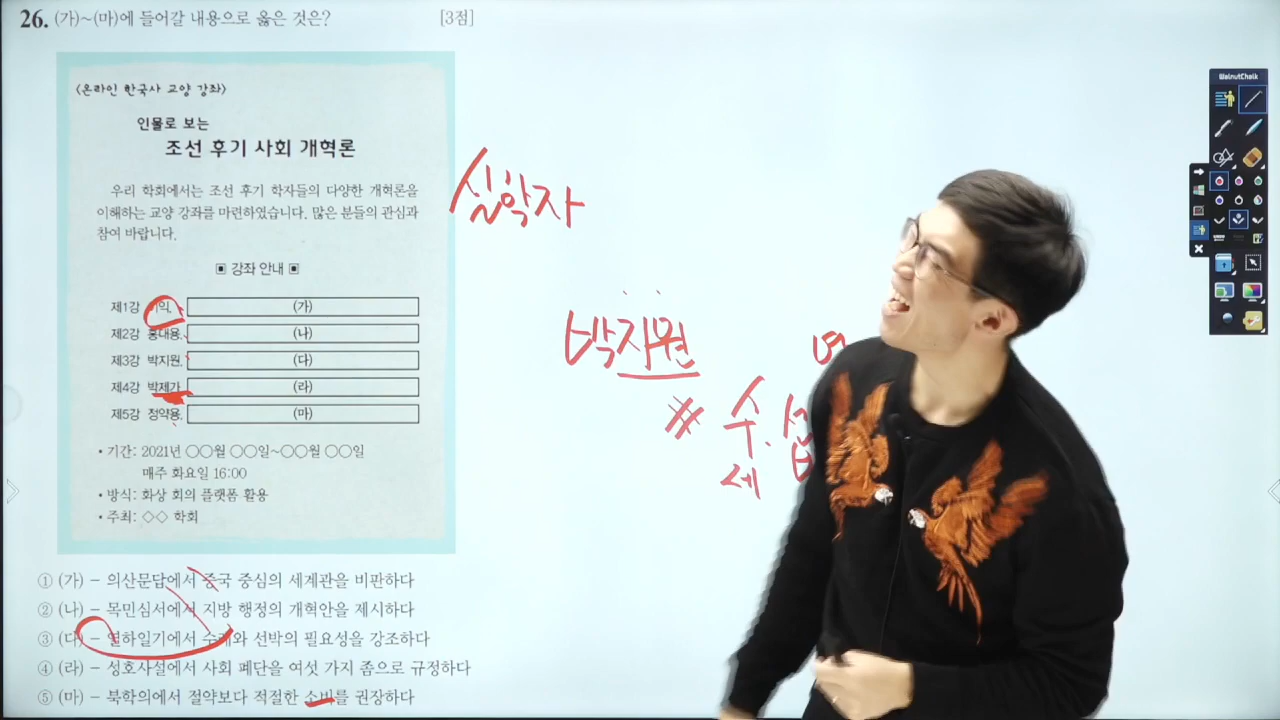 26. (가)~(마)에 들어갈 내용으로 옳은 것은? [3점]
<온라인 한국사 교양 강좌>
인물로 보는
조선 후기 사회 개혁론
우리 학회에서는 조선 후기 학자들의 다양한 개혁론을
이해하는 교양 강좌를 마련하였습니다. 많은 분들의 관심과
참여 바랍니다.
▣ 강좌 안내 ▣
제1강 이익, (가)
제2강 홍대용, (나)
제3강 박지원, (다)
제4강 박제가, (라)
제5강 정약용, (마)
• 기간: 2021년 ○○월 ○○일~○○월 ○○일
매주 화요일 16:00
• 방식: 화상 회의 플랫폼 활용
• 주최: ◇◇ 학회
① (가) - 의산문답에서 중국 중심의 세계관을 비판하다
② (나) - 목민심서에서 지방 행정의 개혁안을 제시하다
③ (다) - 열하일기에서 수레와 선박의 필요성을 강조하다
④ (라) - 성호사설에서 사회 폐단을 여섯 가지 좀으로 규정하다
⑤ (마) - 북학의에서 절약보다 적절한 소비를 권장하다
실학자
박지원
수.
세
WalnutChalk